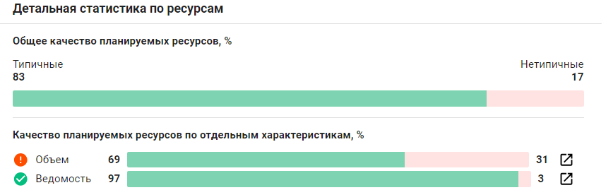 Детальная статистика по ресурсам
Общее качество планируемых ресурсов, %
Типичные Нетипичные
83 17
Качество планируемых ресурсов по отдельным характеристикам, %
Объем 69 31
Ведомость 97 3